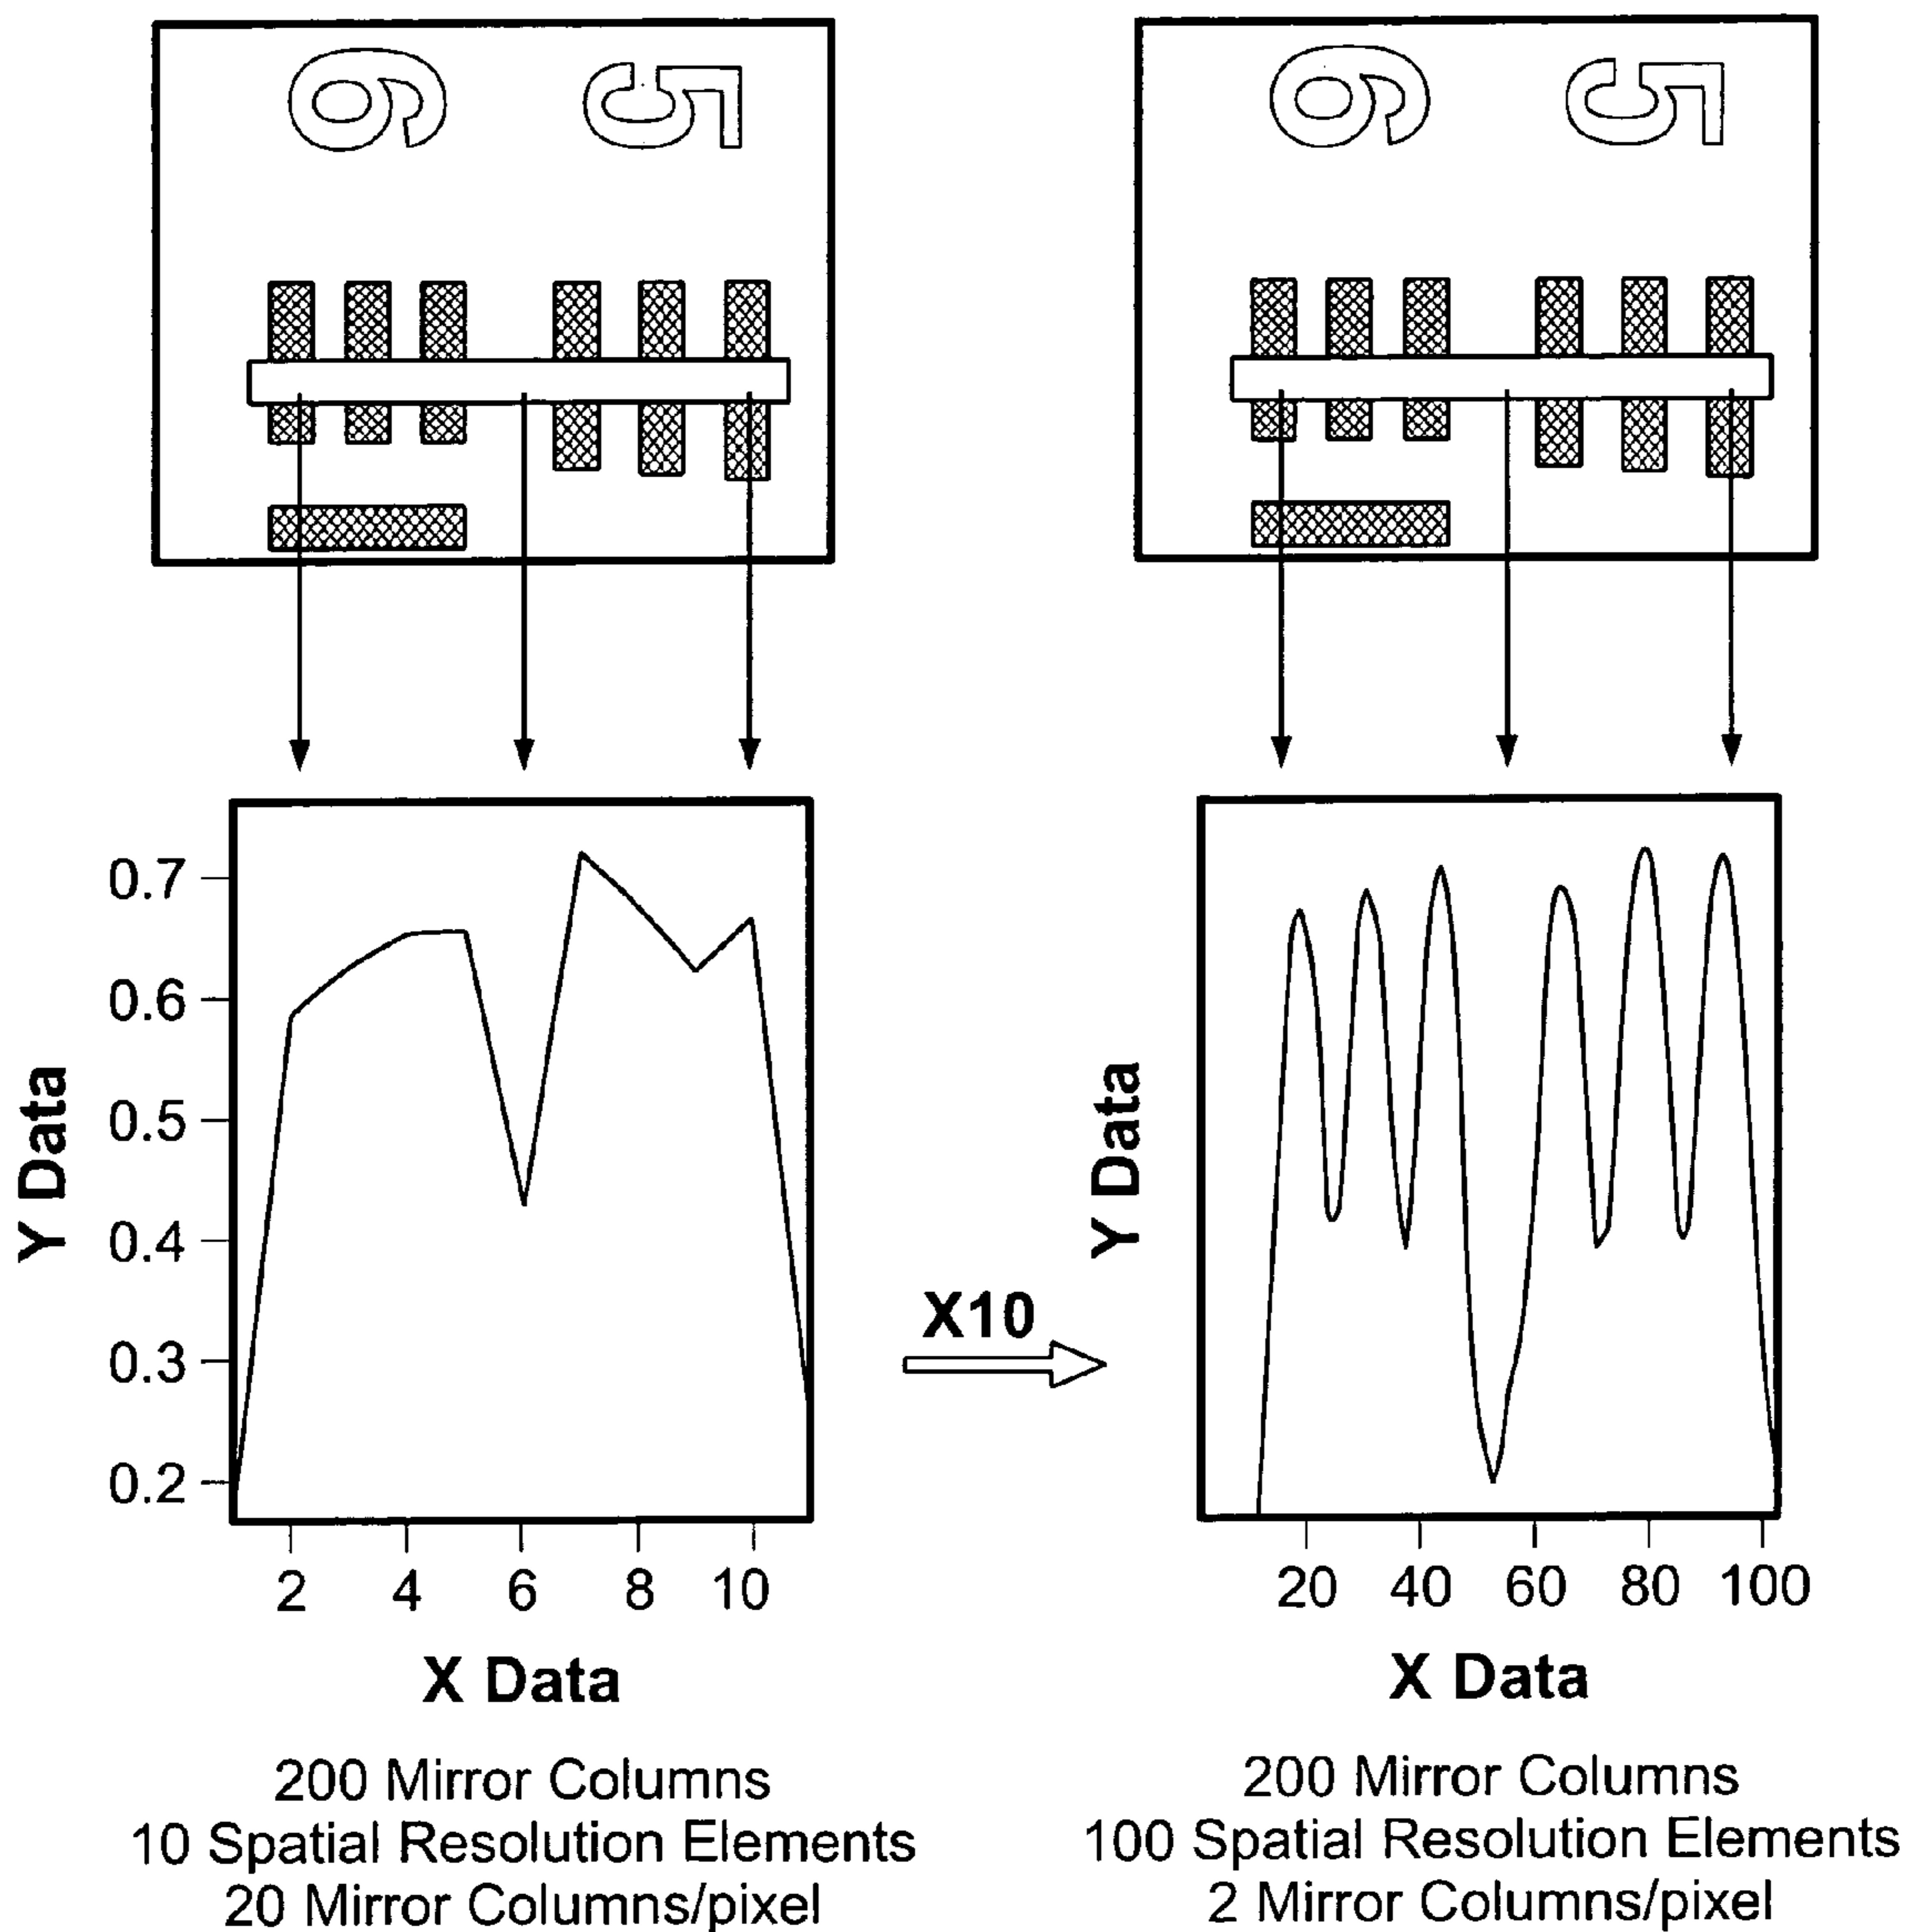 6 5
6 5
0.7
0.6
0.5
0.4
0.3
0.2
Y Data
2 4 6 8 10
X Data
200 Mirror Columns
10 Spatial Resolution Elements
20 Mirror Columns/pixel
X10
Y Data
20 40 60 80 100
X Data
200 Mirror Columns
100 Spatial Resolution Elements
2 Mirror Columns/pixel